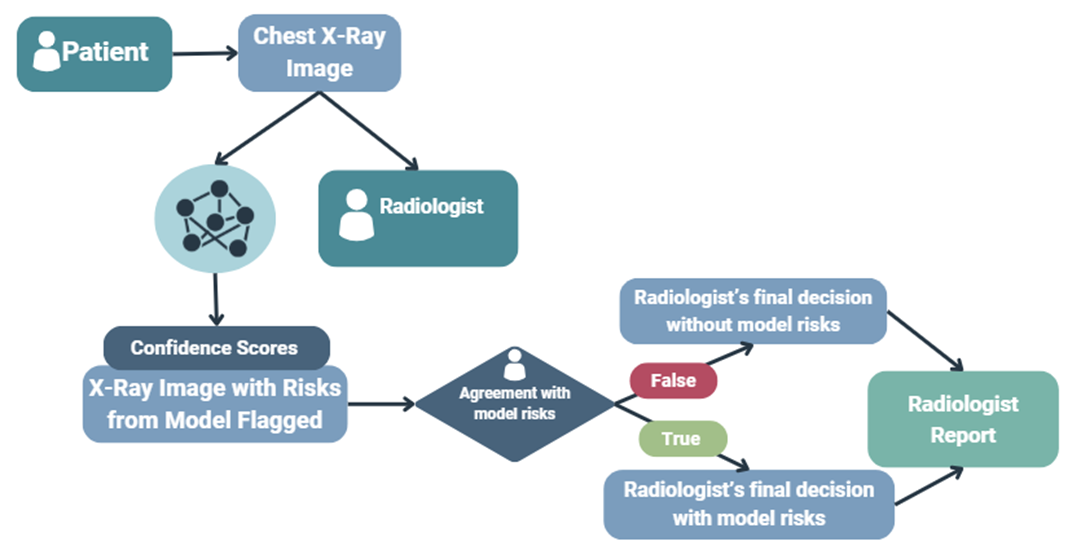 Patient
Chest X-Ray
Image
Radiologist
Confidence Scores
X-Ray Image with Risks
from Model Flagged
Agreement with
model risks
False
True
Radiologist’s final decision
without model risks
Radiologist’s final decision
with model risks
Radiologist
Report